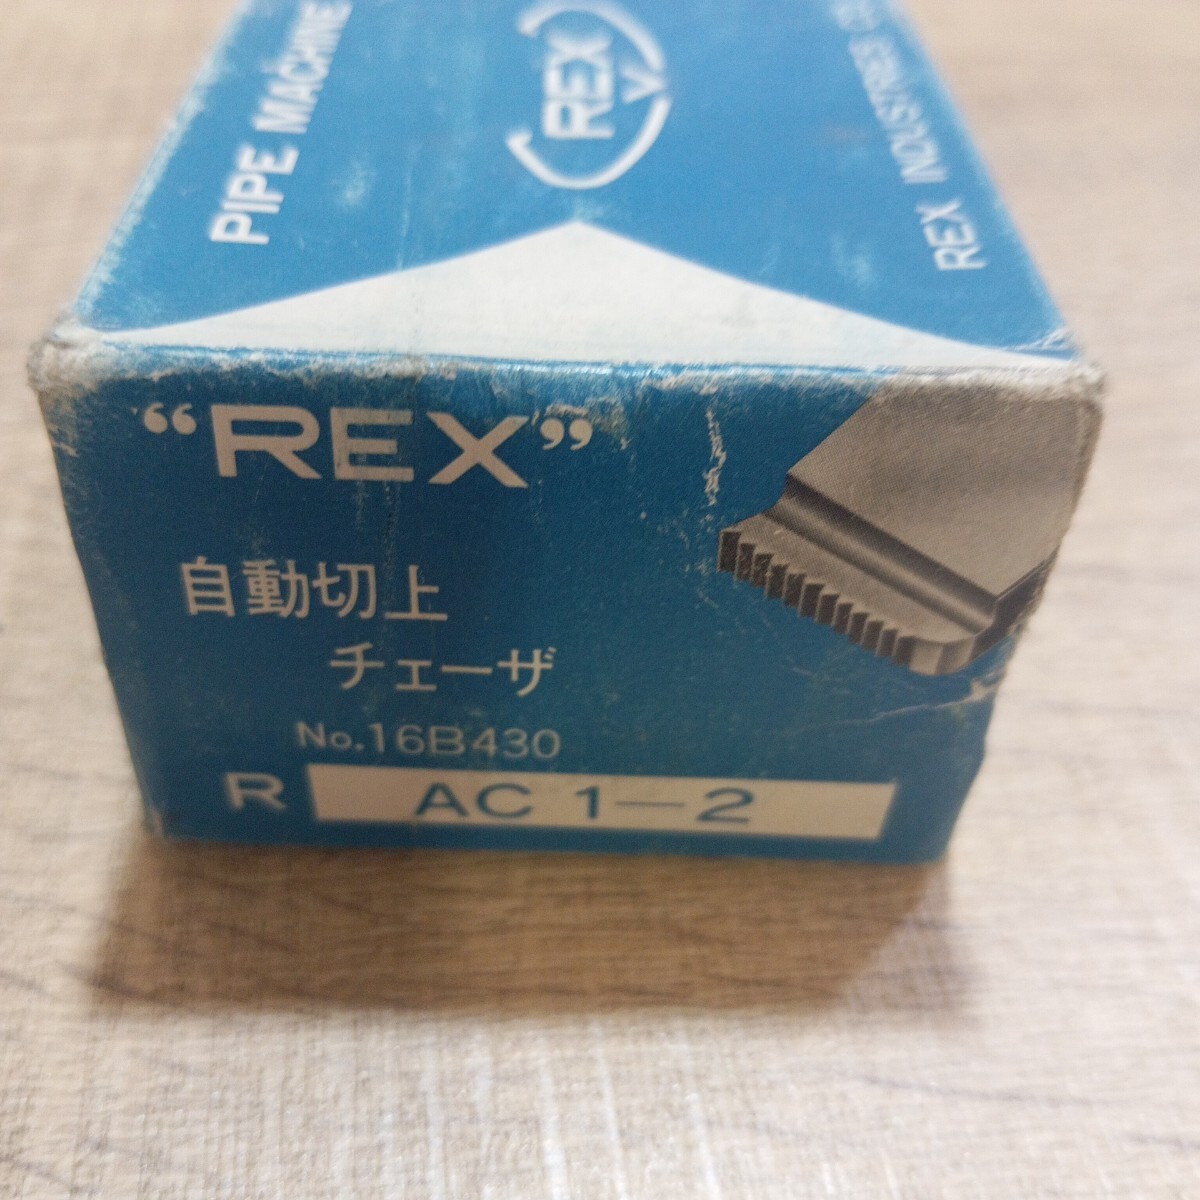 PIPE MACHINE
REX
REX INDUSTRIES
“REX”
自動切上
チェーザ
No.16B430
R AC 1—2